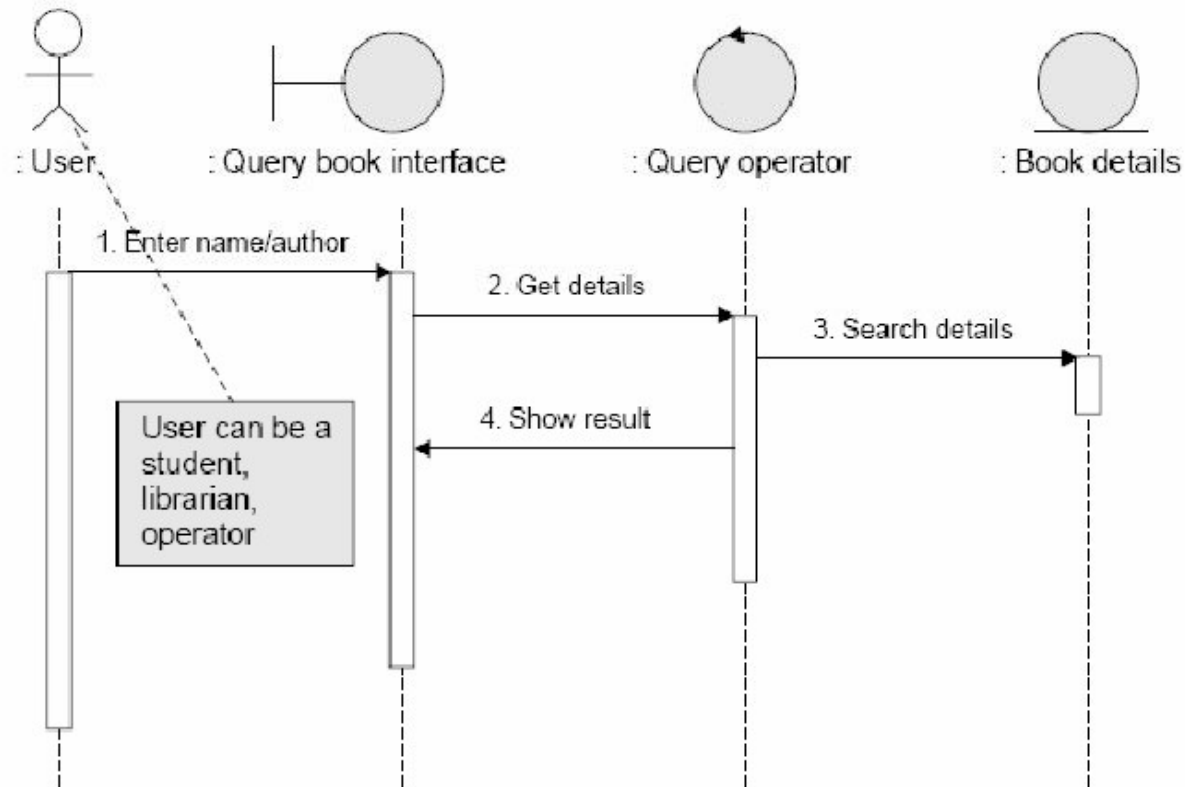 : User
: Query book interface
: Query operator
: Book details
1. Enter name/author
2. Get details
3. Search details
4. Show result
User can be a
student,
librarian,
operator